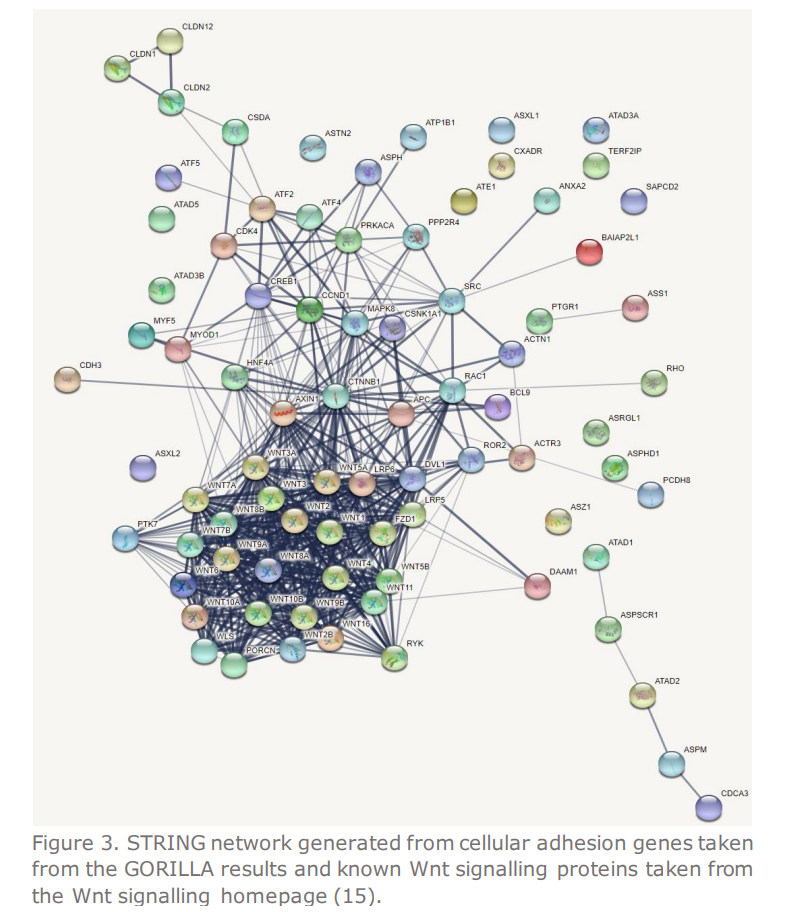 CLDN12
CLDN1
CLDN2
CSDA
ASTN2
ATP1B1
ASXL1
ATAD3A
CXADR
TERF2IP
ASPH
ATF5
ATE1
ANXA2
SAPCD2
ATF2
ATF4
ATAD5
PRKACA
PPP2R4
CDK4
BAIAP2L1
CREB1
SRC
ATAD3B
CCND1
MAPK8
CSNK1A1
PTGR1
ASS1
MYF5
MYOD1
ACTN1
CDH3
HNF4A
CTNNB1
RAC1
RHO
AXIN1
APC
BCL9
ASRGL1
ASXL2
WNT3A
WNT5A
LRP6
DVL1
ROR2
ACTR3
ASPHD1
WNT7A
WNT3
PCDH8
WNT8B
WNT2
LRP5
PTK7
WNT7B
WNT1
FZD1
ASZ1
WNT9A
WNT8A
WNT4
WNT5B
ATAD1
WNT6
WNT11
DAAM1
WNT10A
WNT10B
WNT9B
WNT16
ASPSCR1
WLS
PORCN
WNT2B
RYK
ATAD2
ASPM
CDCA3
Figure 3. STRING network generated from cellular adhesion genes taken
from the GORILLA results and known Wnt signalling proteins taken from
the Wnt signalling homepage (15).